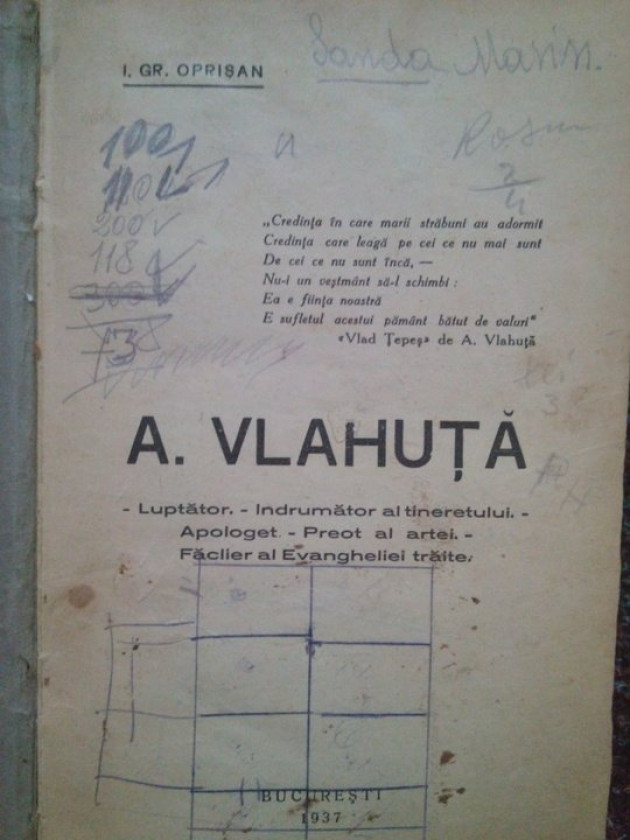 I. GR. OPRIȘAN
Sanda Marin.
100
110
200 v
118
300
„Credința în care marii străbuni au adormit
Credința care leagă pe cei ce nu mai sunt
De cei ce nu sunt încă, —
Nu-i un veștmânt să-l schimbi :
Ea e ființa noastră
E sufletul acestui pământ bătut de valuri"
«Vlad Țepeș» de A. Vlahuță
A. VLAHUȚĂ
- Luptător. - Indrumător al tineretului. -
Apologet - Preot al artei. -
Făclier al Evangheliei trăite.
BUCUREȘTI
1937